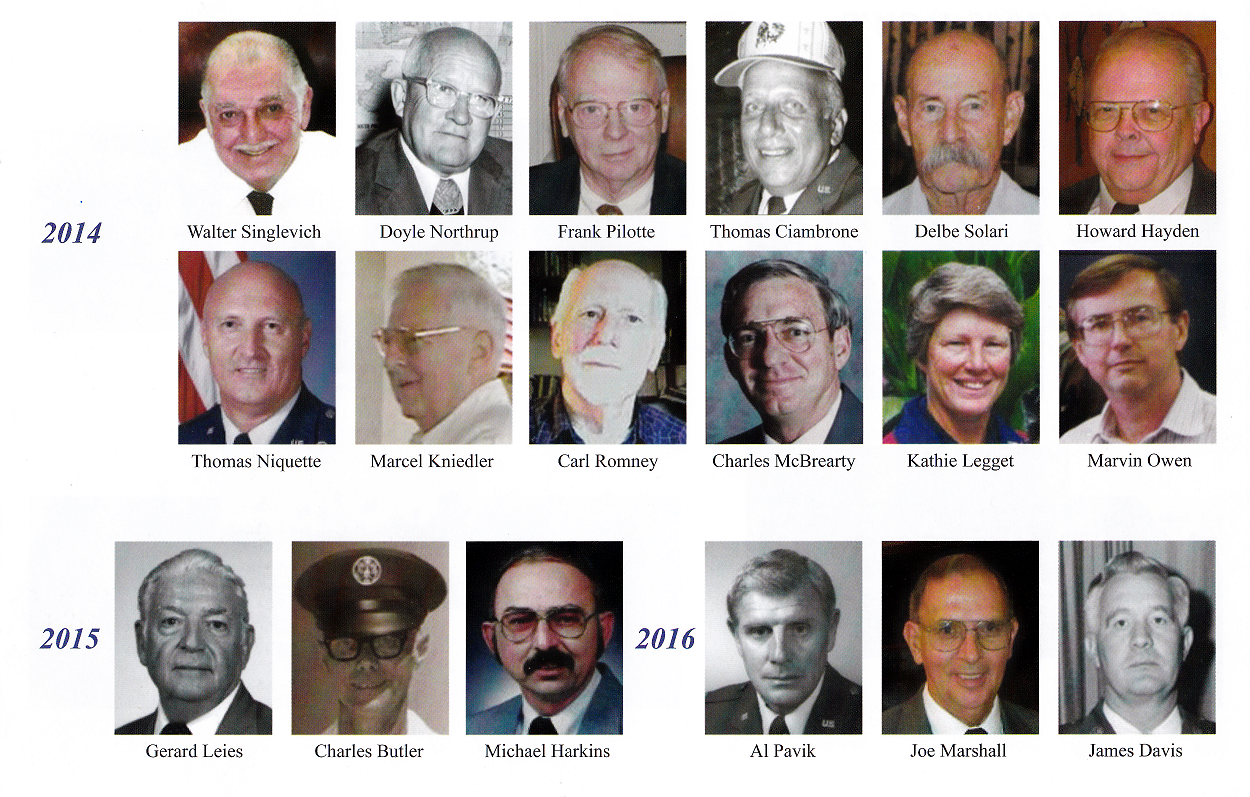 2014
Walter Singlevich
Doyle Northrup
Frank Pilotte
Thomas Ciambrone
Delbe Solari
Howard Hayden
Thomas Niquette
Marcel Kniedler
Carl Romney
Charles McBrearty
Kathie Legget
Marvin Owen
2015
Gerard Leies
Charles Butler
Michael Harkins
2016
Al Pavik
Joe Marshall
James Davis